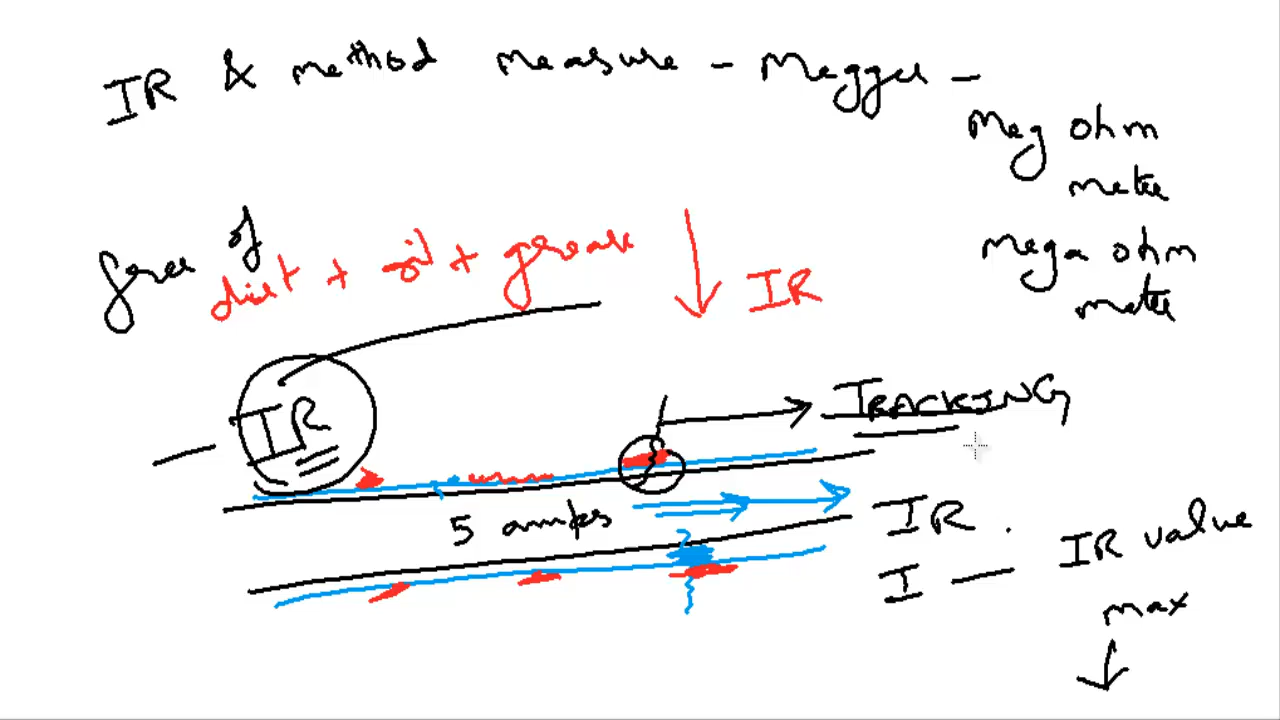 IR & method measure - Megger -
Meg ohm
meter
Mega ohm
meter
free of
dirt + oil + grease
IR
IR
TRACKING
5 amps
IR.
I — IR value
max